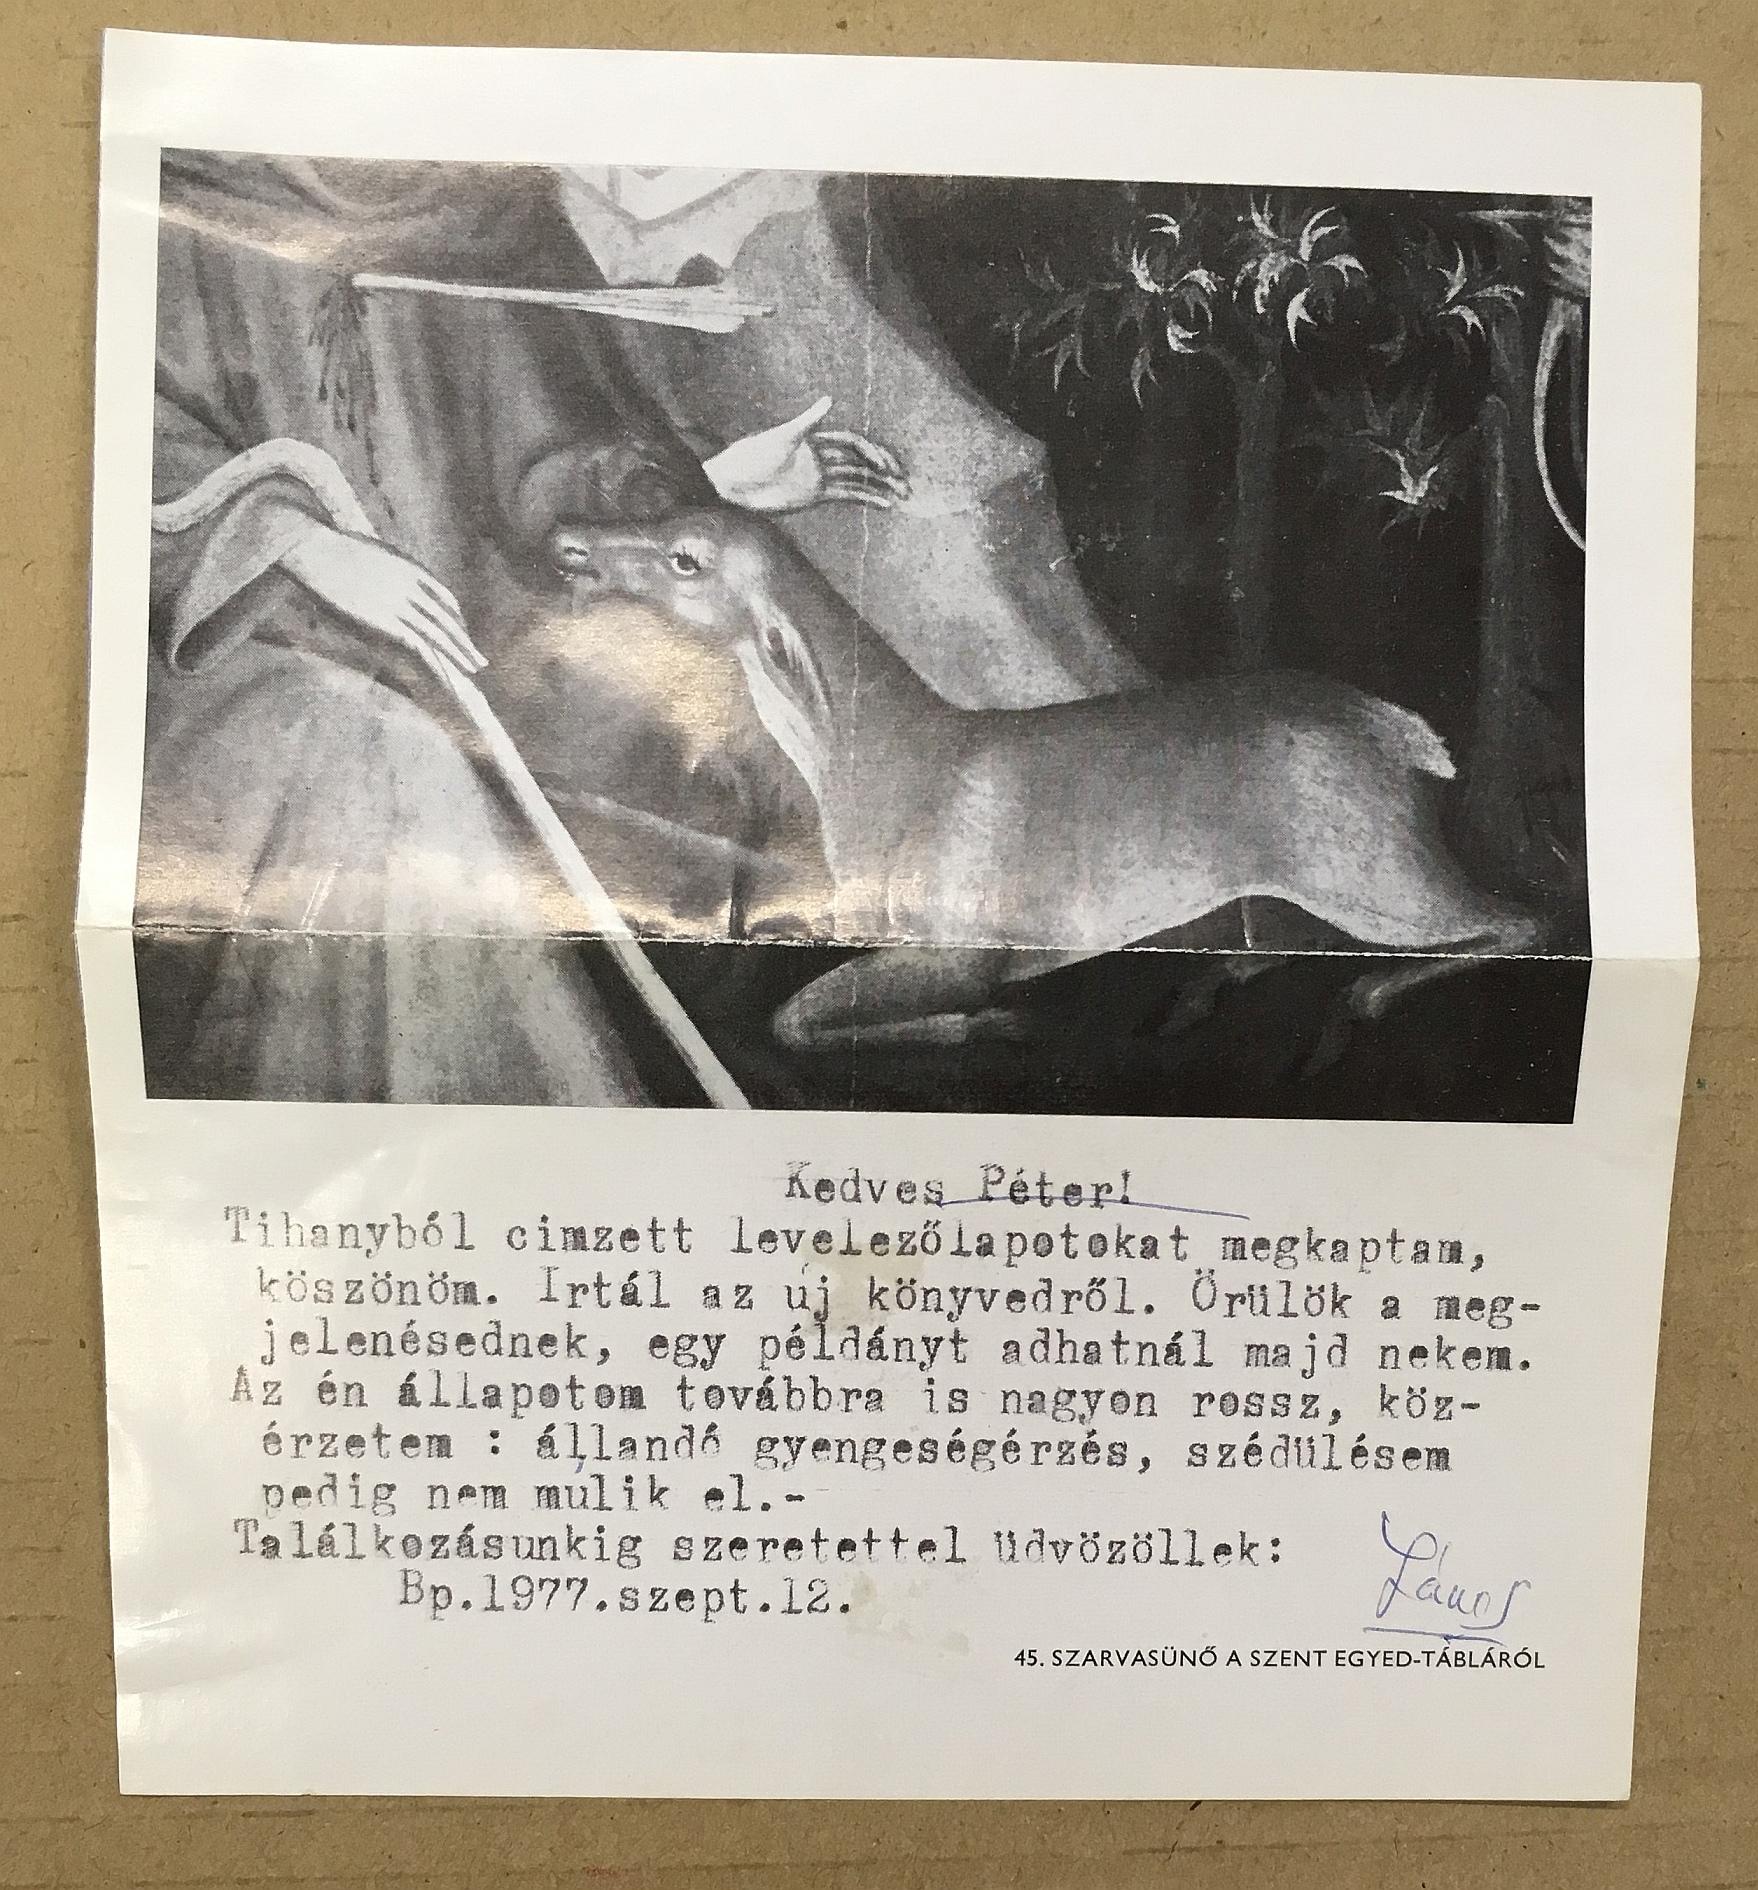 Kedves Péter!
Tihanyból cimzett levelezőlapotokat megkaptam,
köszönöm. Irtál az új könyvedről. Örülök a meg-
jelenésednek, egy példányt adhatnál majd nekem.
Az én állapotom továbbra is nagyon rossz, köz-
érzetem : állandó gyengeségérzés, szédülésem
pedig nem múlik el.-
Találkozásunkig szeretettel üdvözöllek:
Bp.1977.szept.12.
János
45. SZARVASÜNŐ A SZENT EGYED-TÁBLÁRÓL